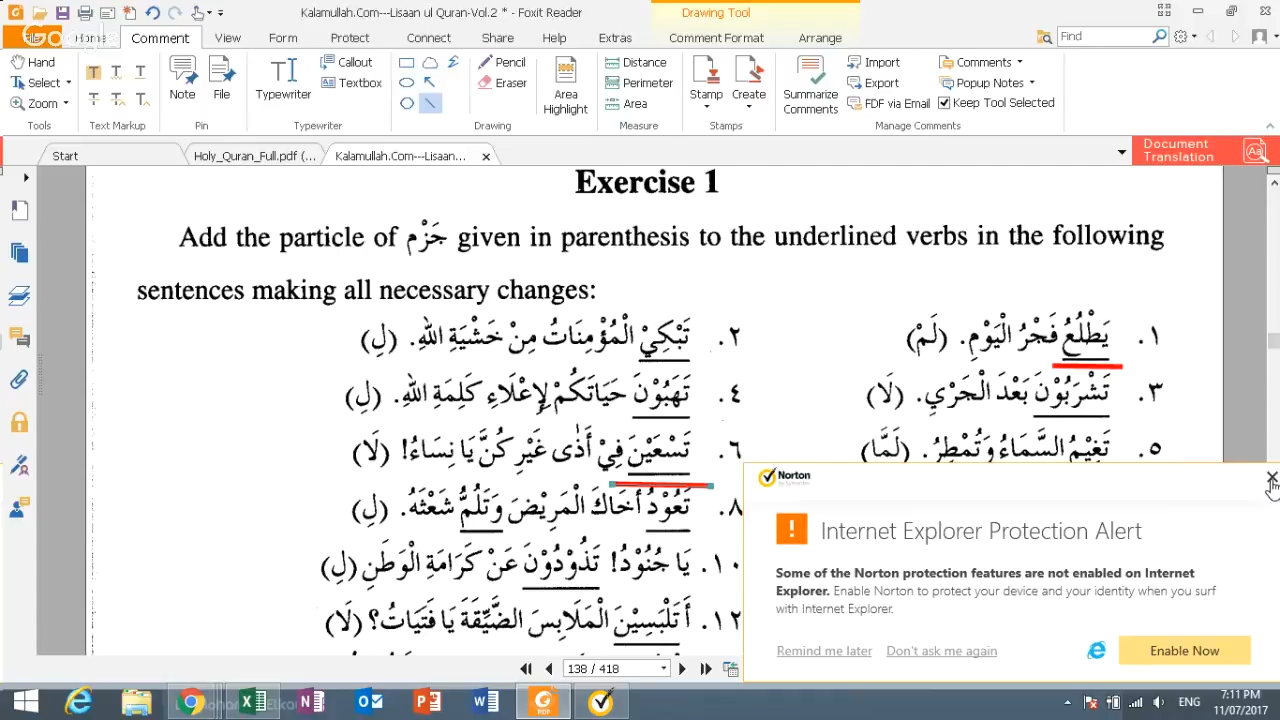 Kalamullah.Com---Lisaan ul Quran-Vol.2 * - Foxit Reader
Drawing Tool
Home Comment View Form Protect Connect Share Help Extras Comment Format Arrange
Find
Hand Select Zoom
Tools
Text Markup
Note File
Pin
Typewriter Callout Textbox
Typewriter
Pencil Eraser
Drawing
Area Highlight
Distance Perimeter Area
Measure
Stamp Create
Stamps
Summarize Comments
Import Export FDF via Email
Comments Popup Notes Keep Tool Selected
Manage Comments
Start
Holy_Quran_Full.pdf (...
Kalamullah.Com---Lisaan...
Document Translation
Exercise 1
Add the particle of جَزْم given in parenthesis to the underlined verbs in the following
sentences making all necessary changes:
١. يَطْلُعُ فَجْرُ الْيَوْمِ. (لَمْ)
٢. تَبْكِيْ الْمُؤْمِنَاتُ مِنْ خَشْيَةِ اللهِ. (لِ)
٣. تَشْرَبُوْنَ بَعْدَ الْجَرْيِ. (لَا)
٤. تَهَبُوْنَ حَيَاتَكُمْ لِإِعْلَاءِ كَلِمَةِ اللهِ. (لِ)
٥. تَغِيْمُ السَّمَاءُ وَتُمْطِرُ. (لَمَّا)
٦. تَسْعَيْنَ فِيْ أَذٰى غَيْرِ كُنَّ يَا نِسَاءُ! (لَا)
٨. تَعُوْدُ أَخَاكَ الْمَرِيْضَ وَتَلُمُّ شَعْثَهُ. (لِ)
١٠. يَا جُنُوْدُ! تَذُوْدُوْنَ عَنْ كَرَامَةِ الْوَطَنِ (لِ)
١٢. أَ تَلْبَسِيْنَ الْمَلَابِسَ الضَّيِّقَةَ يَا فَتَيَاتُ؟ (لَا)
Norton
by Symantec
Internet Explorer Protection Alert
Some of the Norton protection features are not enabled on Internet
Explorer. Enable Norton to protect your device and your identity when you surf
with Internet Explorer.
Remind me later Don't ask me again Enable Now
138 / 418
ENG
7:11 PM
11/07/2017